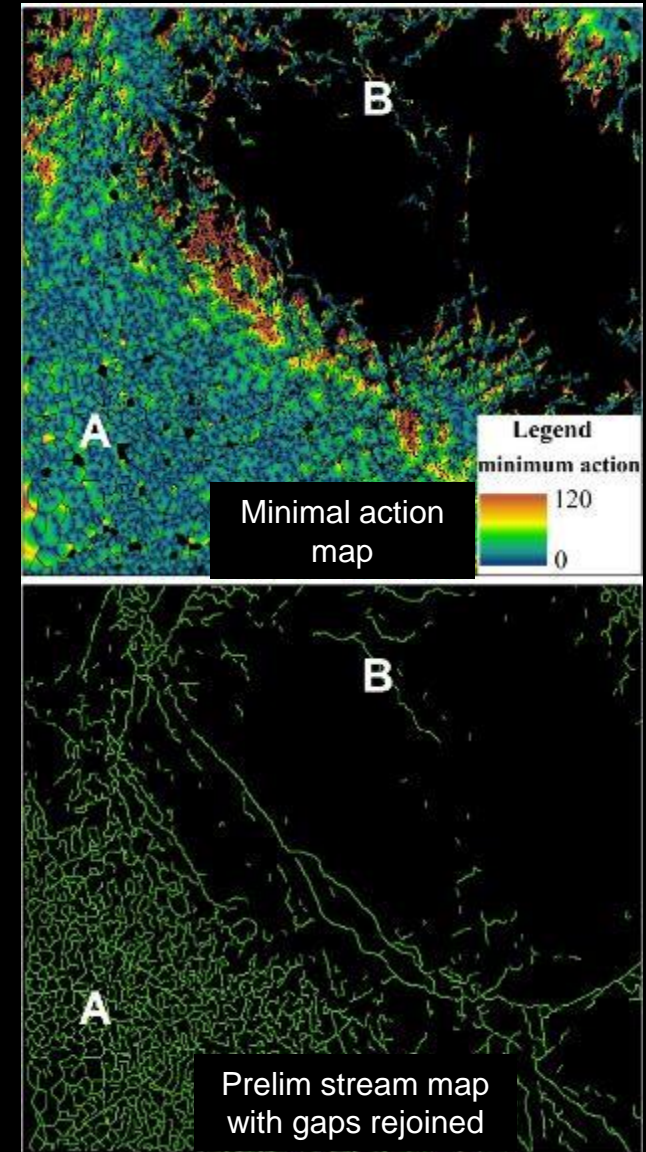 B
A
Legend
minimum action
120
0
Minimal action
map
B
A
Prelim stream map
with gaps rejoined